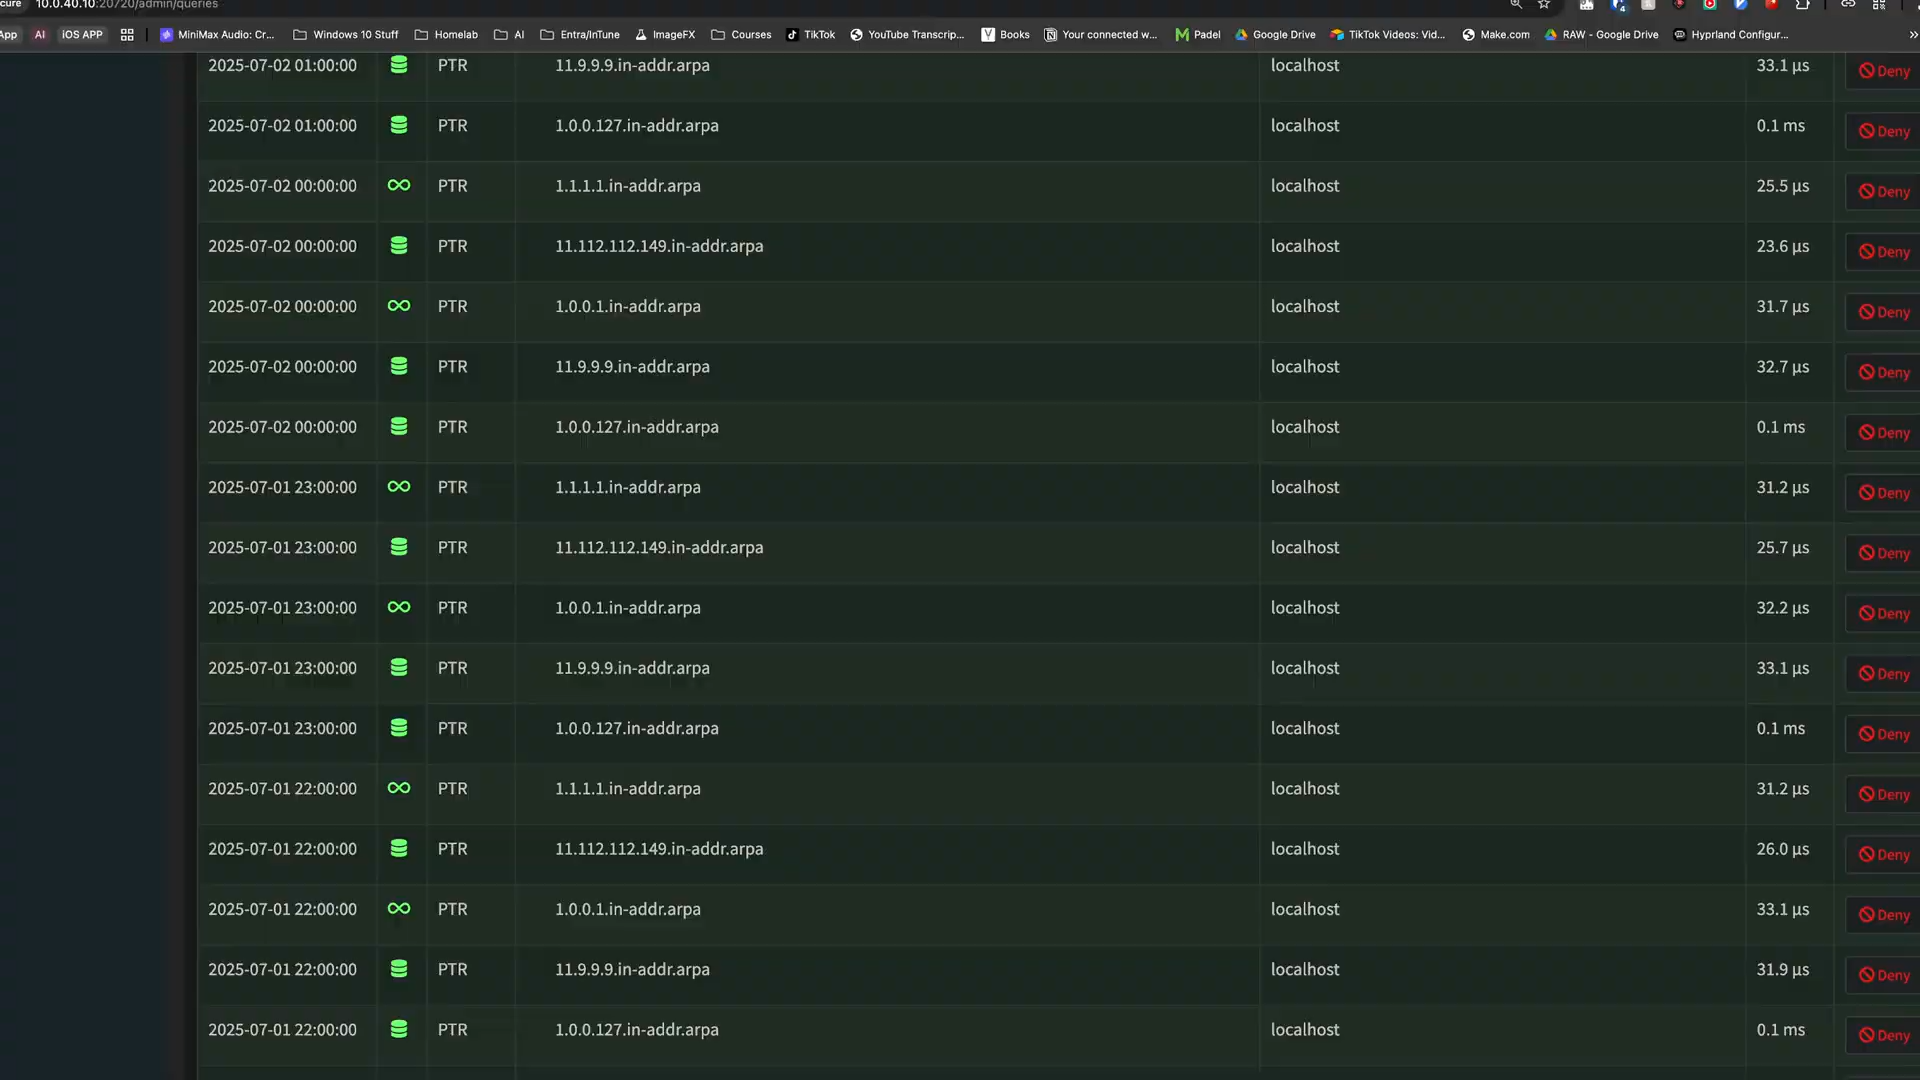 cure 10.0.40.10:20720/admin/queries
App AI iOS APP MiniMax Audio: Cr... Windows 10 Stuff Homelab AI Entra/InTune ImageFX Courses TikTok YouTube Transcrip... Books Your connected w... Padel Google Drive TikTok Videos: Vid... Make.com RAW - Google Drive Hyprland Configur... »
2025-07-02 01:00:00 PTR 11.9.9.9.in-addr.arpa localhost 33.1 µs Deny
2025-07-02 01:00:00 PTR 1.0.0.127.in-addr.arpa localhost 0.1 ms Deny
2025-07-02 00:00:00 PTR 1.1.1.1.in-addr.arpa localhost 25.5 µs Deny
2025-07-02 00:00:00 PTR 11.112.112.149.in-addr.arpa localhost 23.6 µs Deny
2025-07-02 00:00:00 PTR 1.0.0.1.in-addr.arpa localhost 31.7 µs Deny
2025-07-02 00:00:00 PTR 11.9.9.9.in-addr.arpa localhost 32.7 µs Deny
2025-07-02 00:00:00 PTR 1.0.0.127.in-addr.arpa localhost 0.1 ms Deny
2025-07-01 23:00:00 PTR 1.1.1.1.in-addr.arpa localhost 31.2 µs Deny
2025-07-01 23:00:00 PTR 11.112.112.149.in-addr.arpa localhost 25.7 µs Deny
2025-07-01 23:00:00 PTR 1.0.0.1.in-addr.arpa localhost 32.2 µs Deny
2025-07-01 23:00:00 PTR 11.9.9.9.in-addr.arpa localhost 33.1 µs Deny
2025-07-01 23:00:00 PTR 1.0.0.127.in-addr.arpa localhost 0.1 ms Deny
2025-07-01 22:00:00 PTR 1.1.1.1.in-addr.arpa localhost 31.2 µs Deny
2025-07-01 22:00:00 PTR 11.112.112.149.in-addr.arpa localhost 26.0 µs Deny
2025-07-01 22:00:00 PTR 1.0.0.1.in-addr.arpa localhost 33.1 µs Deny
2025-07-01 22:00:00 PTR 11.9.9.9.in-addr.arpa localhost 31.9 µs Deny
2025-07-01 22:00:00 PTR 1.0.0.127.in-addr.arpa localhost 0.1 ms Deny